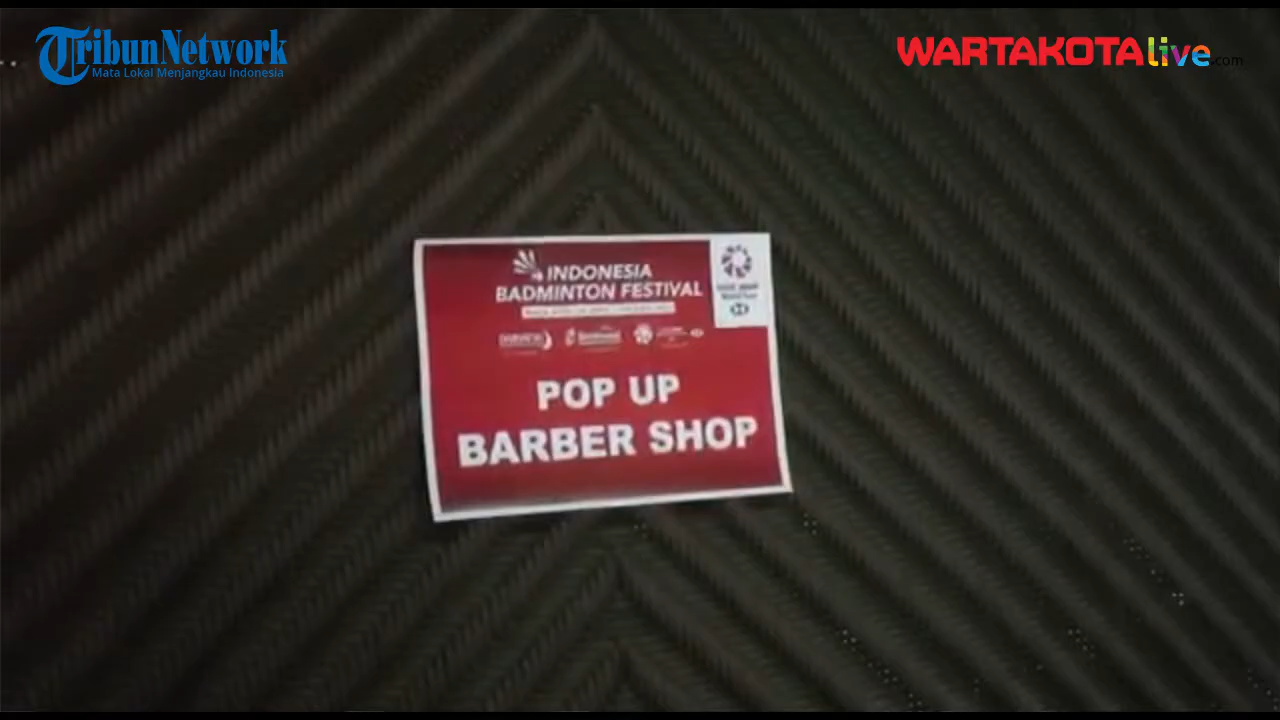 TribunNetwork
Mata Lokal Menjangkau Indonesia
WARTAKOTAlive.com
INDONESIA
BADMINTON FESTIVAL
POP UP
BARBER SHOP